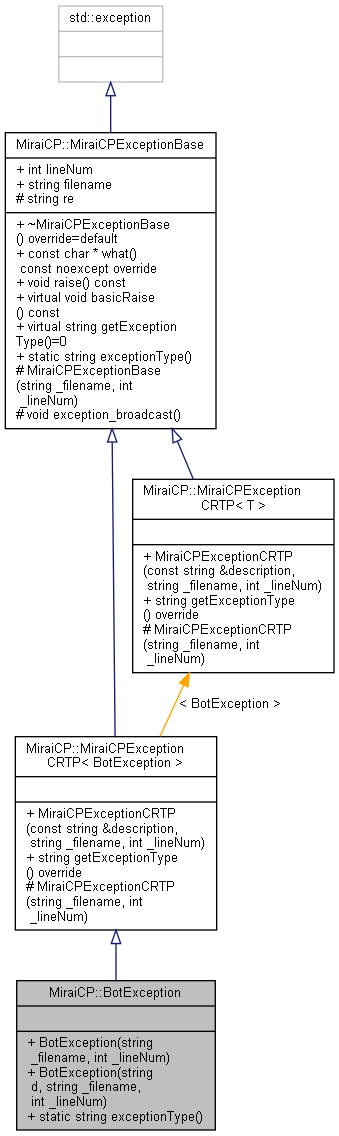 std::exception
MiraiCP::MiraiCPExceptionBase
+ int lineNum
+ string filename
# string re
+ ~MiraiCPExceptionBase
() override=default
+ const char * what()
const noexcept override
+ void raise() const
+ virtual void basicRaise
() const
+ virtual string getException
Type()=0
+ static string exceptionType()
# MiraiCPExceptionBase
(string _filename, int
_lineNum)
# void exception_broadcast()
MiraiCP::MiraiCPException
CRTP< T >
+ MiraiCPExceptionCRTP
(const string &description,
string _filename, int _lineNum)
+ string getExceptionType
() override
# MiraiCPExceptionCRTP
(string _filename, int
_lineNum)
< BotException >
MiraiCP::MiraiCPException
CRTP< BotException >
+ MiraiCPExceptionCRTP
(const string &description,
string _filename, int _lineNum)
+ string getExceptionType
() override
# MiraiCPExceptionCRTP
(string _filename, int
_lineNum)
MiraiCP::BotException
+ BotException(string
_filename, int _lineNum)
+ BotException(string
d, string _filename,
int _lineNum)
+ static string exceptionType()